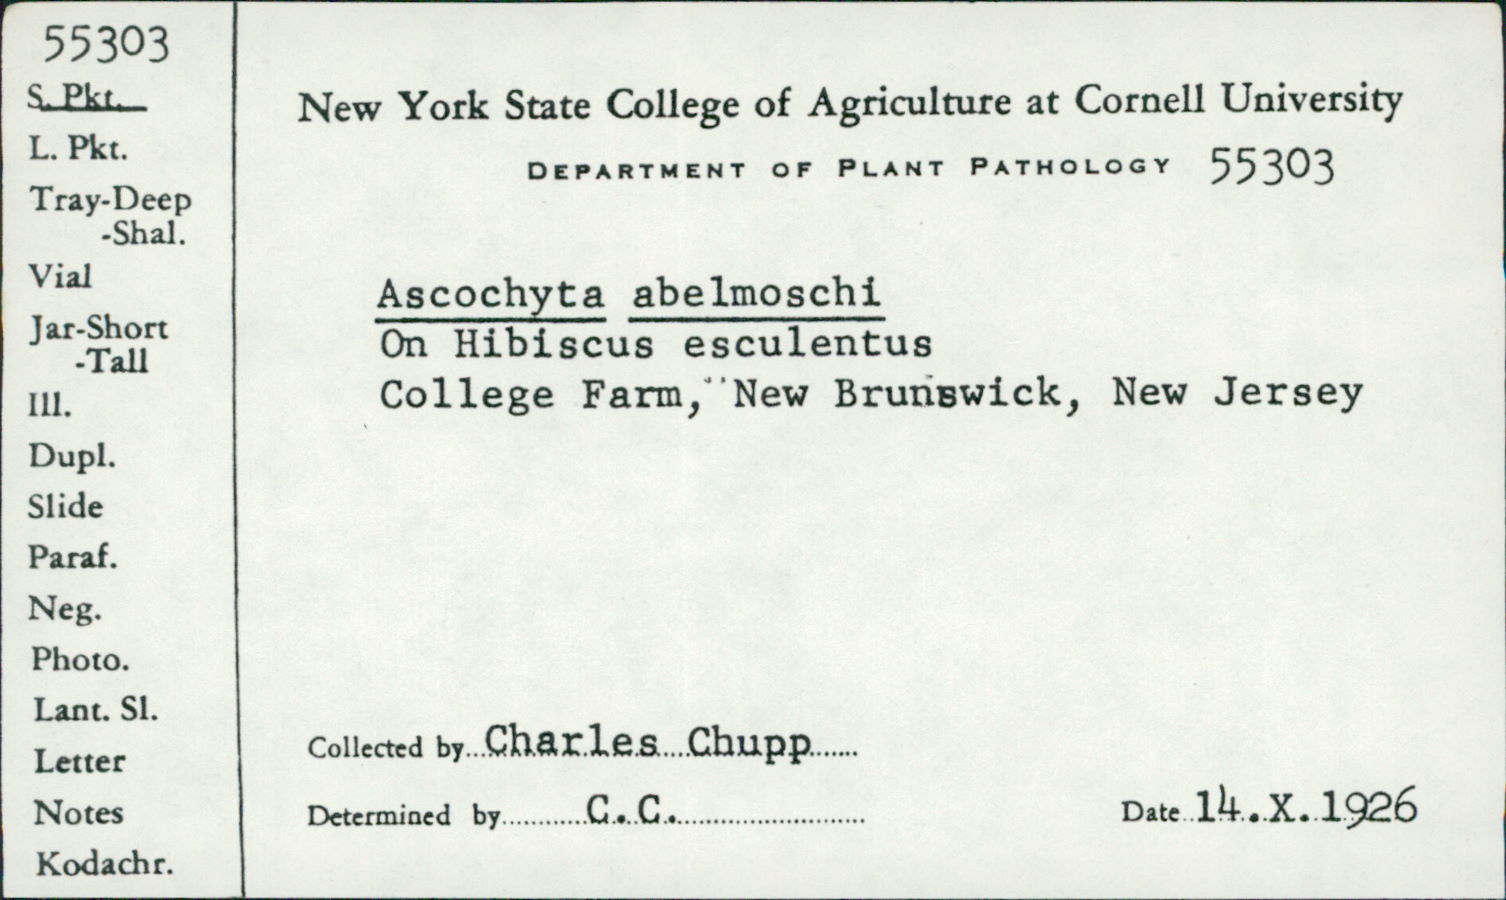 55303
S. Pkt.
L. Pkt.
Tray-Deep
-Shal.
Vial
Jar-Short
-Tall
Ill.
Dupl.
Slide
Paraf.
Neg.
Photo.
Lant. Sl.
Letter
Notes
Kodachr.
New York State College of Agriculture at Cornell University
DEPARTMENT OF PLANT PATHOLOGY 55303
Ascochyta abelmoschi
On Hibiscus esculentus
College Farm, New Brunswick, New Jersey
Collected by Charles Chupp
Determined by C.C.
Date 14.X.1926